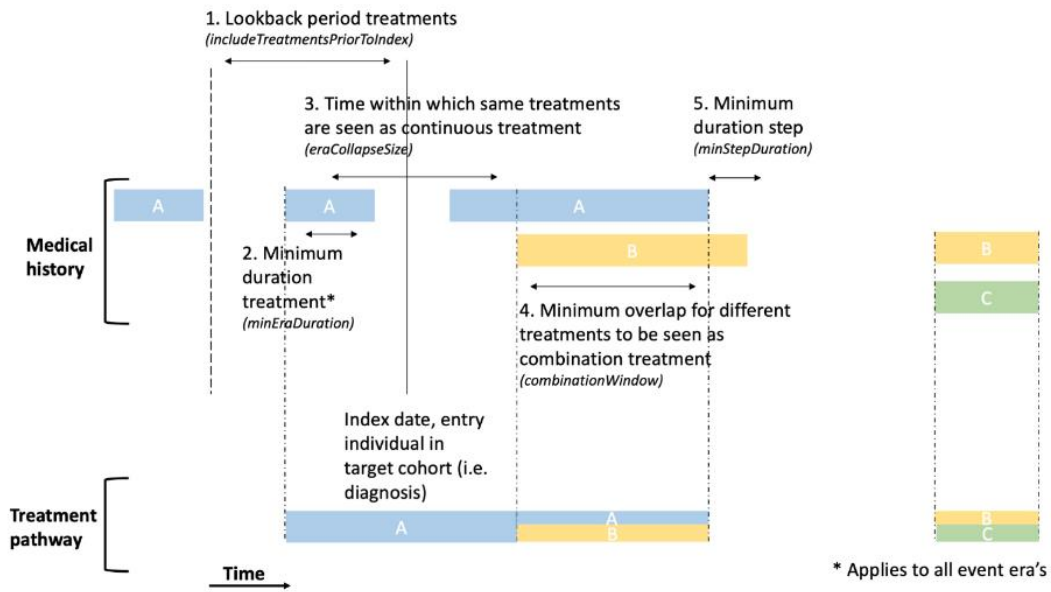 1. Lookback period treatments
(includeTreatmentsPriorToIndex)
3. Time within which same treatments
are seen as continuous treatment
(eraCollapseSize)
5. Minimum
duration step
(minStepDuration)
A
A
A
Medical
history
B
B
2. Minimum
duration
treatment*
(minEraDuration)
C
4. Minimum overlap for different
treatments to be seen as
combination treatment
(combinationWindow)
Index date, entry
individual in
target cohort (i.e.
diagnosis)
Treatment
pathway
A
A
B
B
C
Time
* Applies to all event era's